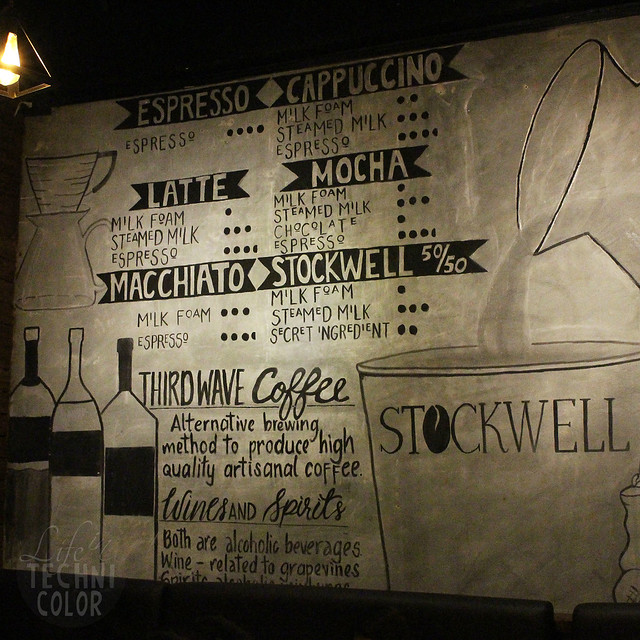 ESPRESSO CAPPUCCINO
ESPRESSO
MILK FOAM
STEAMED MILK
ESPRESSO
LATTE
MILK FOAM
STEAMED MILK
ESPRESSO
MOCHA
MILK FOAM
STEAMED MILK
CHOCOLATE
ESPRESSO
MACCHIATO STOCKWELL 50/50
MILK FOAM
ESPRESSO
MILK FOAM
STEAMED MILK
SECRET INGREDIENT
THIRD WAVE Coffee
Alternative brewing
method to produce high
quality artisanal coffee.
Wines AND Spirits
Both are alcoholic beverages
Wine - related to grapevines
STOCKWELL
Life in
TECHNI
COLOR